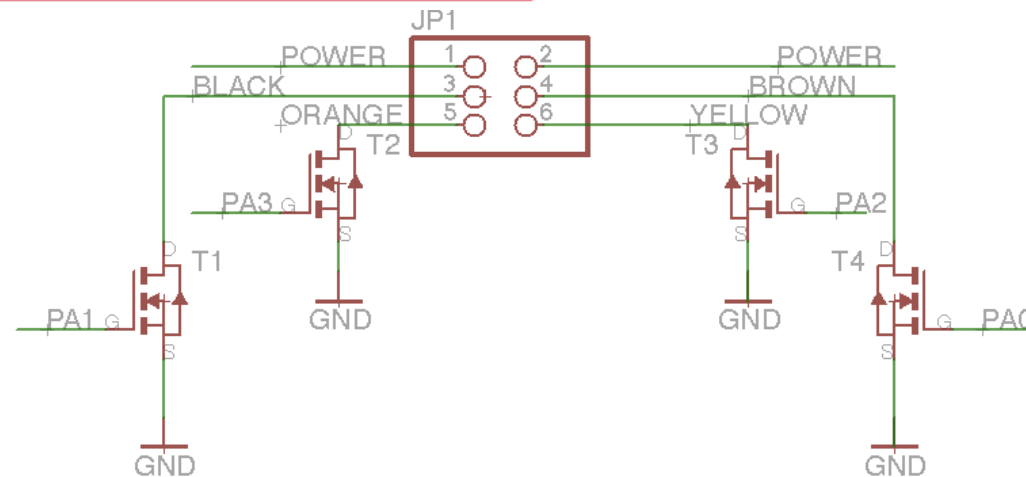 JP1
POWER 1 2 POWER
BLACK 3 4 BROWN
ORANGE 5 6 YELLOW
D T2 T3 D
PA3 G G PA2
S S
D T1 T4 D
GND GND
PA1 G G
S S
GND GND